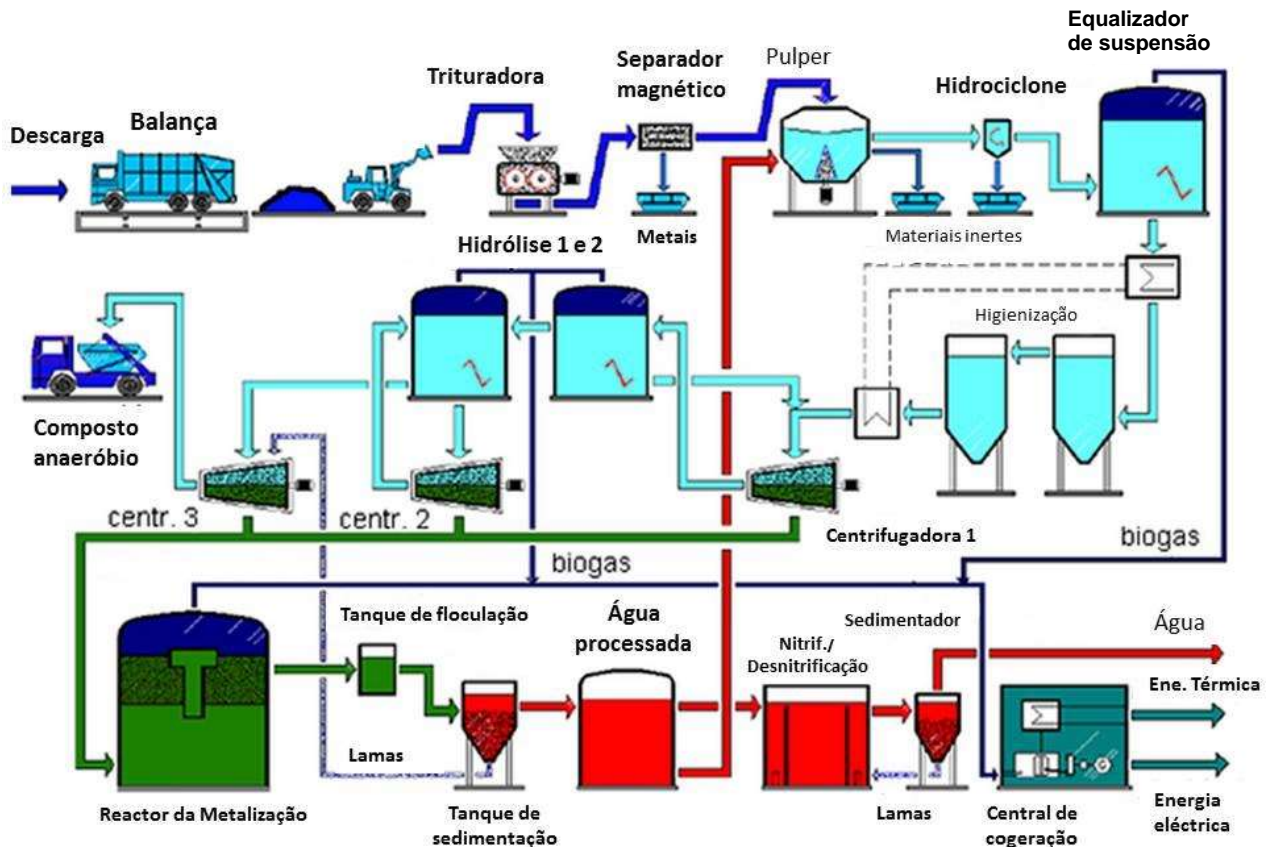 Equalizador
de suspensão
Descarga
Balança
Trituradora
Separador
magnético
Pulper
Hidrociclone
Metais
Materiais inertes
Hidrólise 1 e 2
Higienização
Composto
anaeróbio
centr. 3
centr. 2
Centrifugadora 1
biogas
biogas
Tanque de floculação
Água
processada
Nitrif./
Desnitrificação
Sedimentador
Água
Ene. Térmica
Lamas
Reactor da Metalização
Tanque de
sedimentação
Lamas
Central de
cogeração
Energia
eléctrica